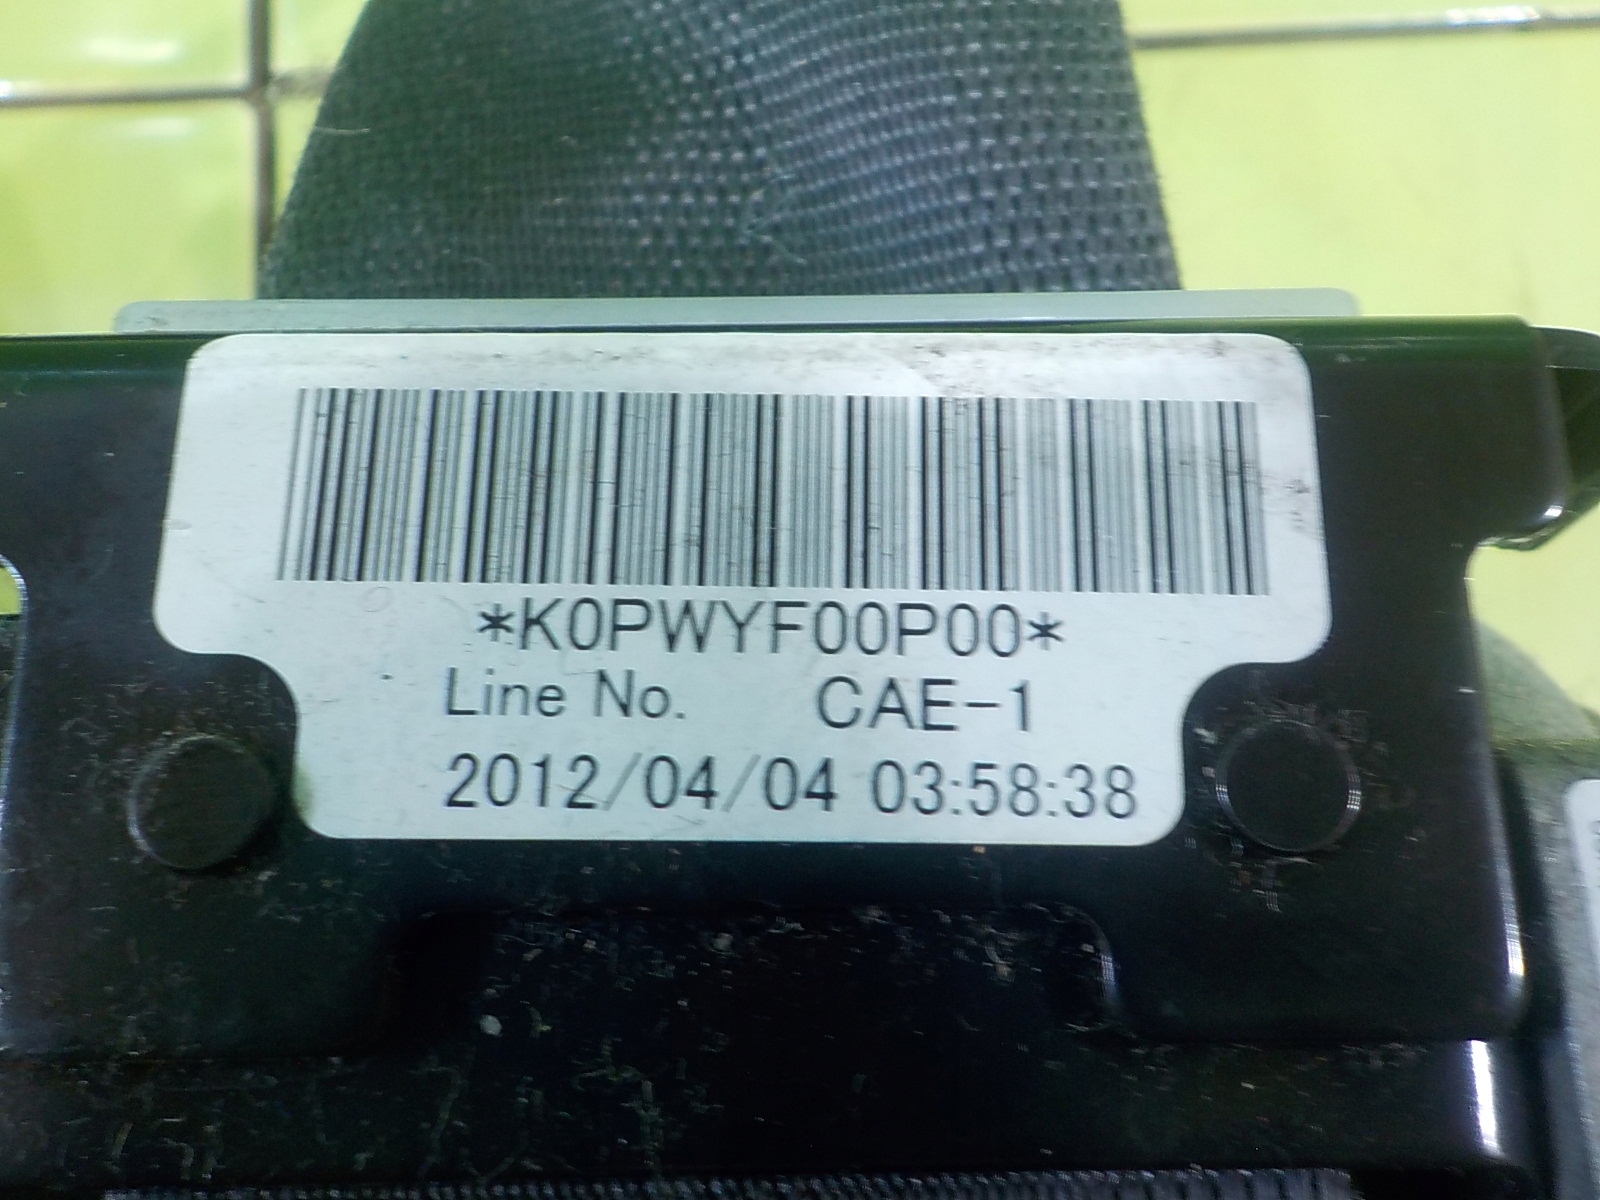 *K0PWYF00P00*
Line No. CAE-1
2012/04/04 03:58:38